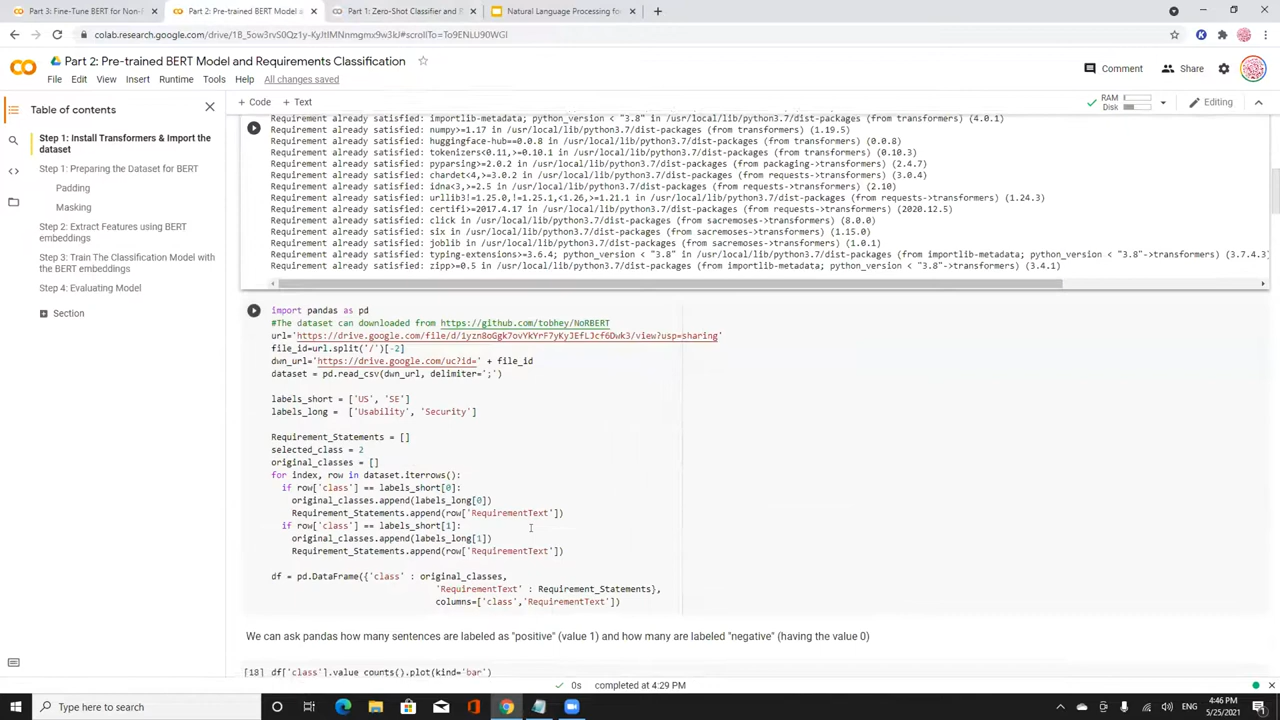 Part 3: Fine-Tune BERT for Non-F
Part 2: Pre-trained BERT Model a
Part 1: Zero-Shot Classifier and R
Natural Language Processing for
colab.research.google.com/drive/
Part 2: Pre-trained BERT Model and Requirements Classification
Comment
Share
File Edit View Insert Runtime Tools Help All changes saved
Table of contents
+ Code + Text
RAM
Disk
Editing
Step 1: Install Transformers & Import the
dataset
Step 1: Preparing the Dataset for BERT
Padding
Masking
Step 2: Extract Features using BERT
embeddings
Step 3: Train The Classification Model with
the BERT embeddings
Step 4: Evaluating Model
Section
Requirement already satisfied: importlib-metadata; python_version < "3.8" in /usr/local/lib/python3.7/dist-packages (from transformers) (4.0.1)
Requirement already satisfied: numpy>=1.17 in /usr/local/lib/python3.7/dist-packages (from transformers) (1.19.5)
Requirement already satisfied: huggingface-hub==0.0.8 in /usr/local/lib/python3.7/dist-packages (from transformers) (0.0.8)
Requirement already satisfied: tokenizers<0.11,>=0.10.1 in /usr/local/lib/python3.7/dist-packages (from transformers) (0.10.3)
Requirement already satisfied: pyparsing>=2.0.2 in /usr/local/lib/python3.7/dist-packages (from packaging->transformers) (2.4.7)
Requirement already satisfied: chardet<4,>=3.0.2 in /usr/local/lib/python3.7/dist-packages (from requests->transformers) (3.0.4)
Requirement already satisfied: idna<3,>=2.5 in /usr/local/lib/python3.7/dist-packages (from requests->transformers) (2.10)
Requirement already satisfied: urllib3!=1.25.0,!=1.25.1,<1.26,>=1.21.1 in /usr/local/lib/python3.7/dist-packages (from requests->transformers) (1.24.3)
Requirement already satisfied: certifi>=2017.4.17 in /usr/local/lib/python3.7/dist-packages (from requests->transformers) (2020.12.5)
Requirement already satisfied: click in /usr/local/lib/python3.7/dist-packages (from sacremoses->transformers) (8.0.0)
Requirement already satisfied: six in /usr/local/lib/python3.7/dist-packages (from sacremoses->transformers) (1.15.0)
Requirement already satisfied: joblib in /usr/local/lib/python3.7/dist-packages (from sacremoses->transformers) (1.0.1)
Requirement already satisfied: typing-extensions>=3.6.4; python_version < "3.8" in /usr/local/lib/python3.7/dist-packages (from importlib-metadata; python_version < "3.8"->transformers) (3.7.4.3)
Requirement already satisfied: zipp>=0.5 in /usr/local/lib/python3.7/dist-packages (from importlib-metadata; python_version < "3.8"->transformers) (3.4.1)
import pandas as pd
#The dataset can downloaded from https://github.com/tobhey/NoRBERT
url='https://drive.google.com/file/d/1yzn8oGgk7ovYkYrF7yKyJEfLJcf6Dwk3/view?usp=sharing'
file_id=url.split('/')[-2]
dwn_url='https://drive.google.com/uc?id=' + file_id
dataset = pd.read_csv(dwn_url, delimiter=';')
labels_short = ['US', 'SE']
labels_long = ['Usability', 'Security']
Requirement_Statements = []
selected_class = 2
original_classes = []
for index, row in dataset.iterrows():
if row['class'] == labels_short[0]:
original_classes.append(labels_long[0])
Requirement_Statements.append(row['RequirementText'])
if row['class'] == labels_short[1]:
original_classes.append(labels_long[1])
Requirement_Statements.append(row['RequirementText'])
df = pd.DataFrame({'class' : original_classes,
'RequirementText' : Requirement_Statements},
columns=['class','RequirementText'])
We can ask pandas how many sentences are labeled as "positive" (value 1) and how many are labeled "negative" (having the value 0)
[18] df['class'].value_counts().plot(kind='bar')
0s completed at 4:29 PM
Type here to search
ENG
4:46 PM
5/25/2021